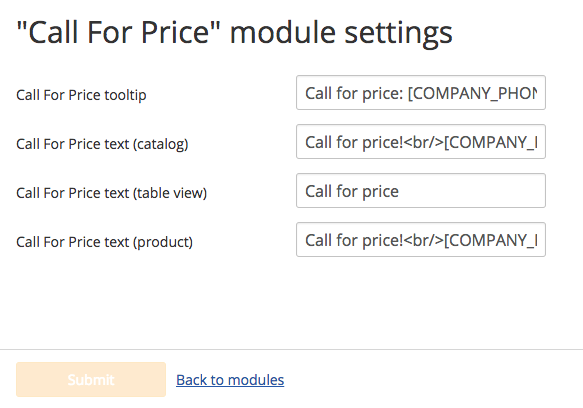 "Call For Price" module settings
Call For Price tooltip
Call for price: [COMPANY_PHON
Call For Price text (catalog)
Call for price!<br/>[COMPANY_
Call For Price text (table view)
Call for price
Call For Price text (product)
Call for price!<br/>[COMPANY_
Submit
Back to modules